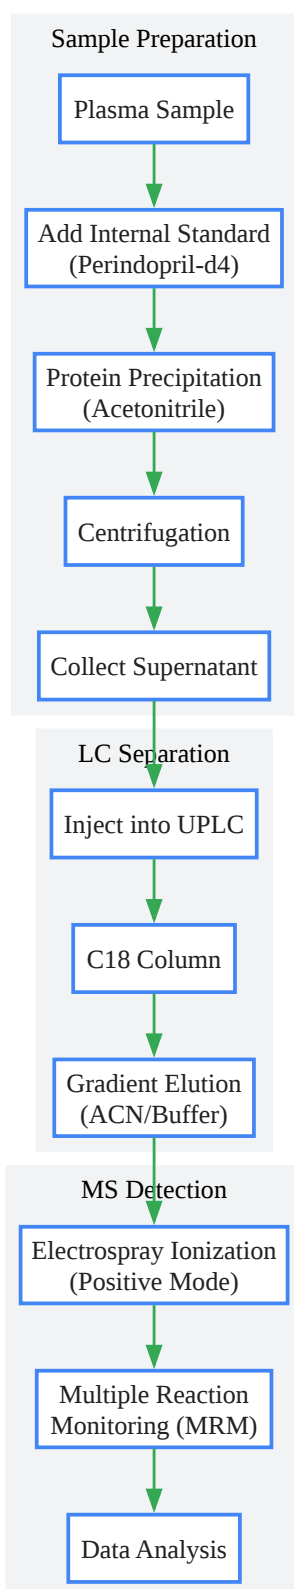 Sample Preparation
Plasma Sample
Add Internal Standard
(Perindopril-d4)
Protein Precipitation
(Acetonitrile)
Centrifugation
Collect Supernatant
LC Separation
Inject into UPLC
C18 Column
Gradient Elution
(ACN/Buffer)
MS Detection
Electrospray Ionization
(Positive Mode)
Multiple Reaction
Monitoring (MRM)
Data Analysis